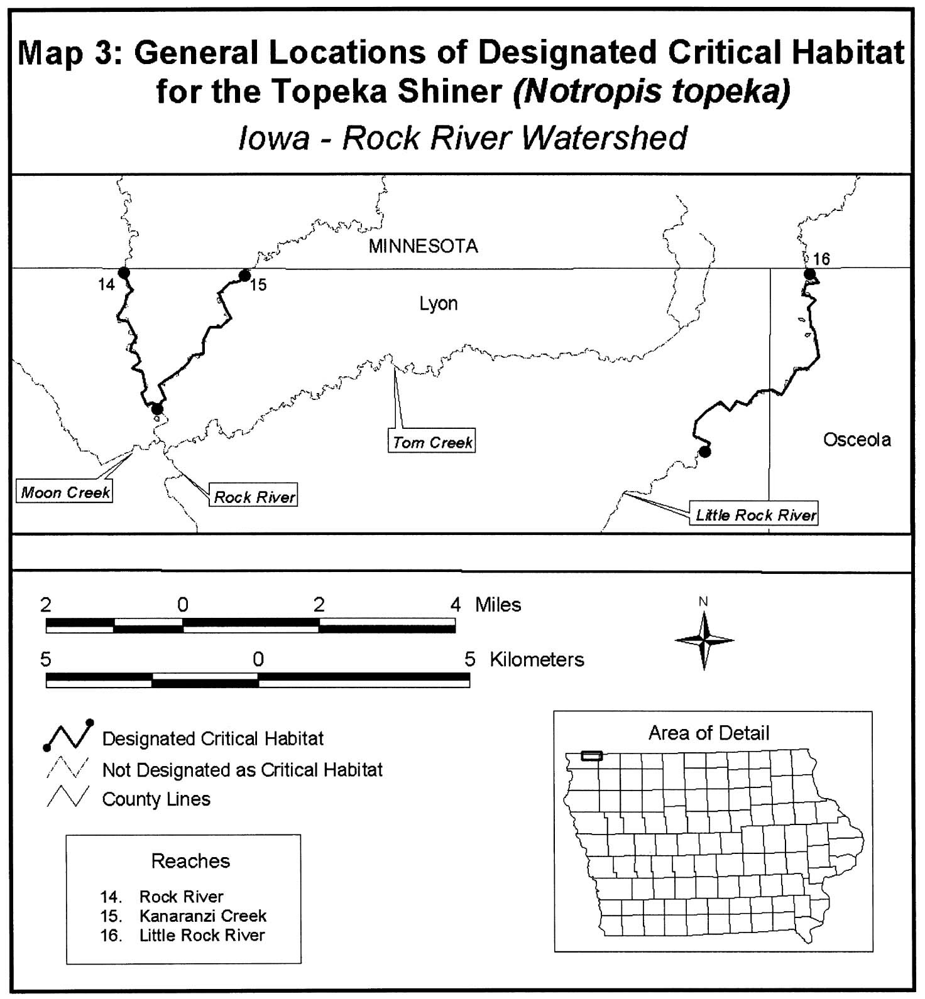 Map 3: General Locations of Designated Critical Habitat
for the Topeka Shiner (Notropis topeka)
Iowa - Rock River Watershed
MINNESOTA
14
15
16
Lyon
Osceola
Tom Creek
Moon Creek
Rock River
Little Rock River
2 0 2 4 Miles
5 0 5 Kilometers
N
Designated Critical Habitat
Not Designated as Critical Habitat
County Lines
Reaches
14. Rock River
15. Kanaranzi Creek
16. Little Rock River
Area of Detail